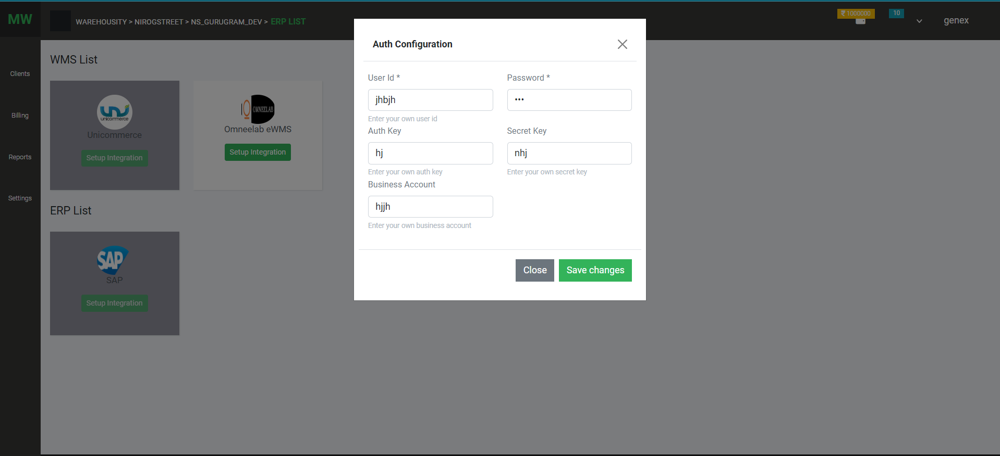 MW
WAREHOUSITY > NIROGSTREET > NS_GURUGRAM_DEV > ERP LIST
₹ 1000000
10
genex
Clients
Billing
Reports
Settings
WMS List
unicommerce
Unicommerce
Setup Integration
OMNEELAB
Omneelab eWMS
Setup Integration
ERP List
SAP
SAP
Setup Integration
Auth Configuration
User Id *
Password *
jhbjh
•••
Enter your own user id
Auth Key
Secret Key
hj
nhj
Enter your own auth key
Enter your own secret key
Business Account
hjjh
Enter your own business account
Close
Save changes